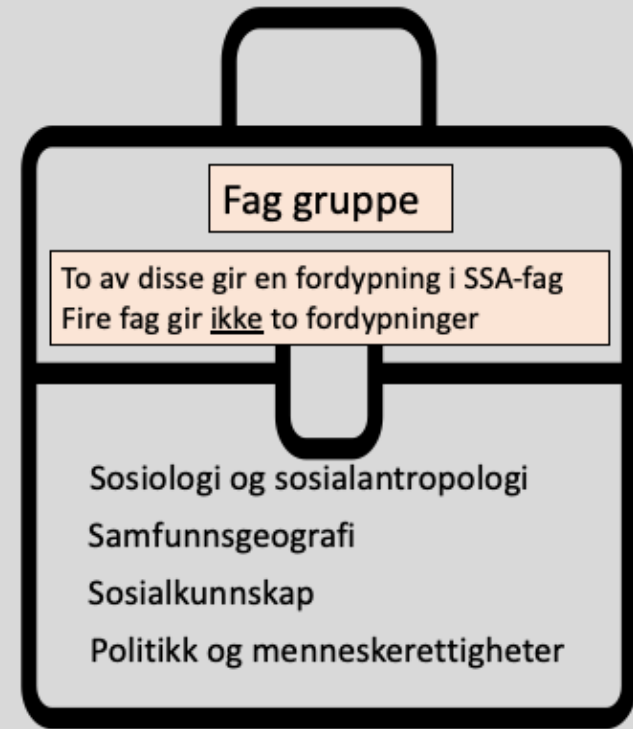 Fag gruppe
To av disse gir en fordypning i SSA-fag
Fire fag gir ikke to fordypninger
Sosiologi og sosialantropologi
Samfunnsgeografi
Sosialkunnskap
Politikk og menneskerettigheter